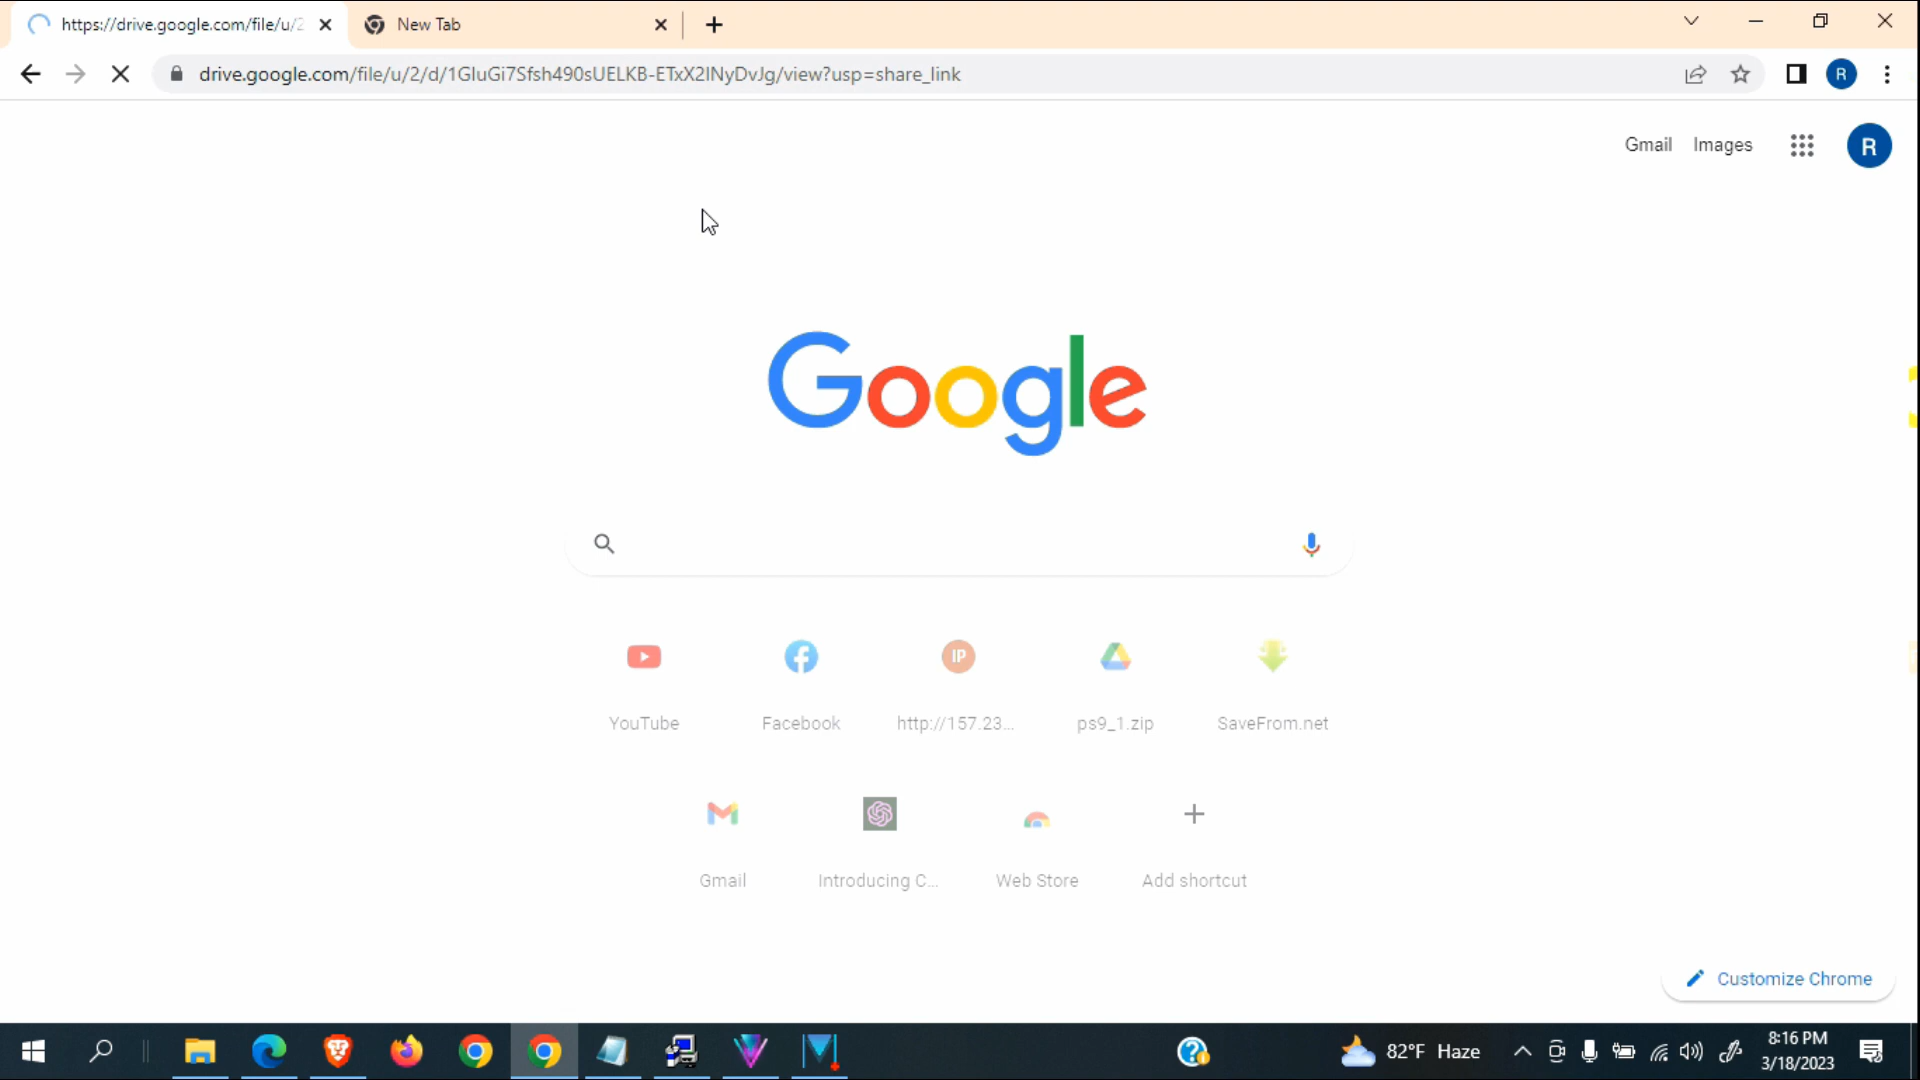 https://drive.google.com/file/u/2
New Tab
drive.google.com/file/u/2/d/1GIuGi7Sfsh490sUELKB-ETxX2INyDvJg/view?usp=share_link
R
Gmail
Images
R
Google
IP
YouTube
Facebook
http://157.23...
ps9_1.zip
SaveFrom.net
Gmail
Introducing C...
Web Store
Add shortcut
Customize Chrome
82°F Haze
8:16 PM
3/18/2023